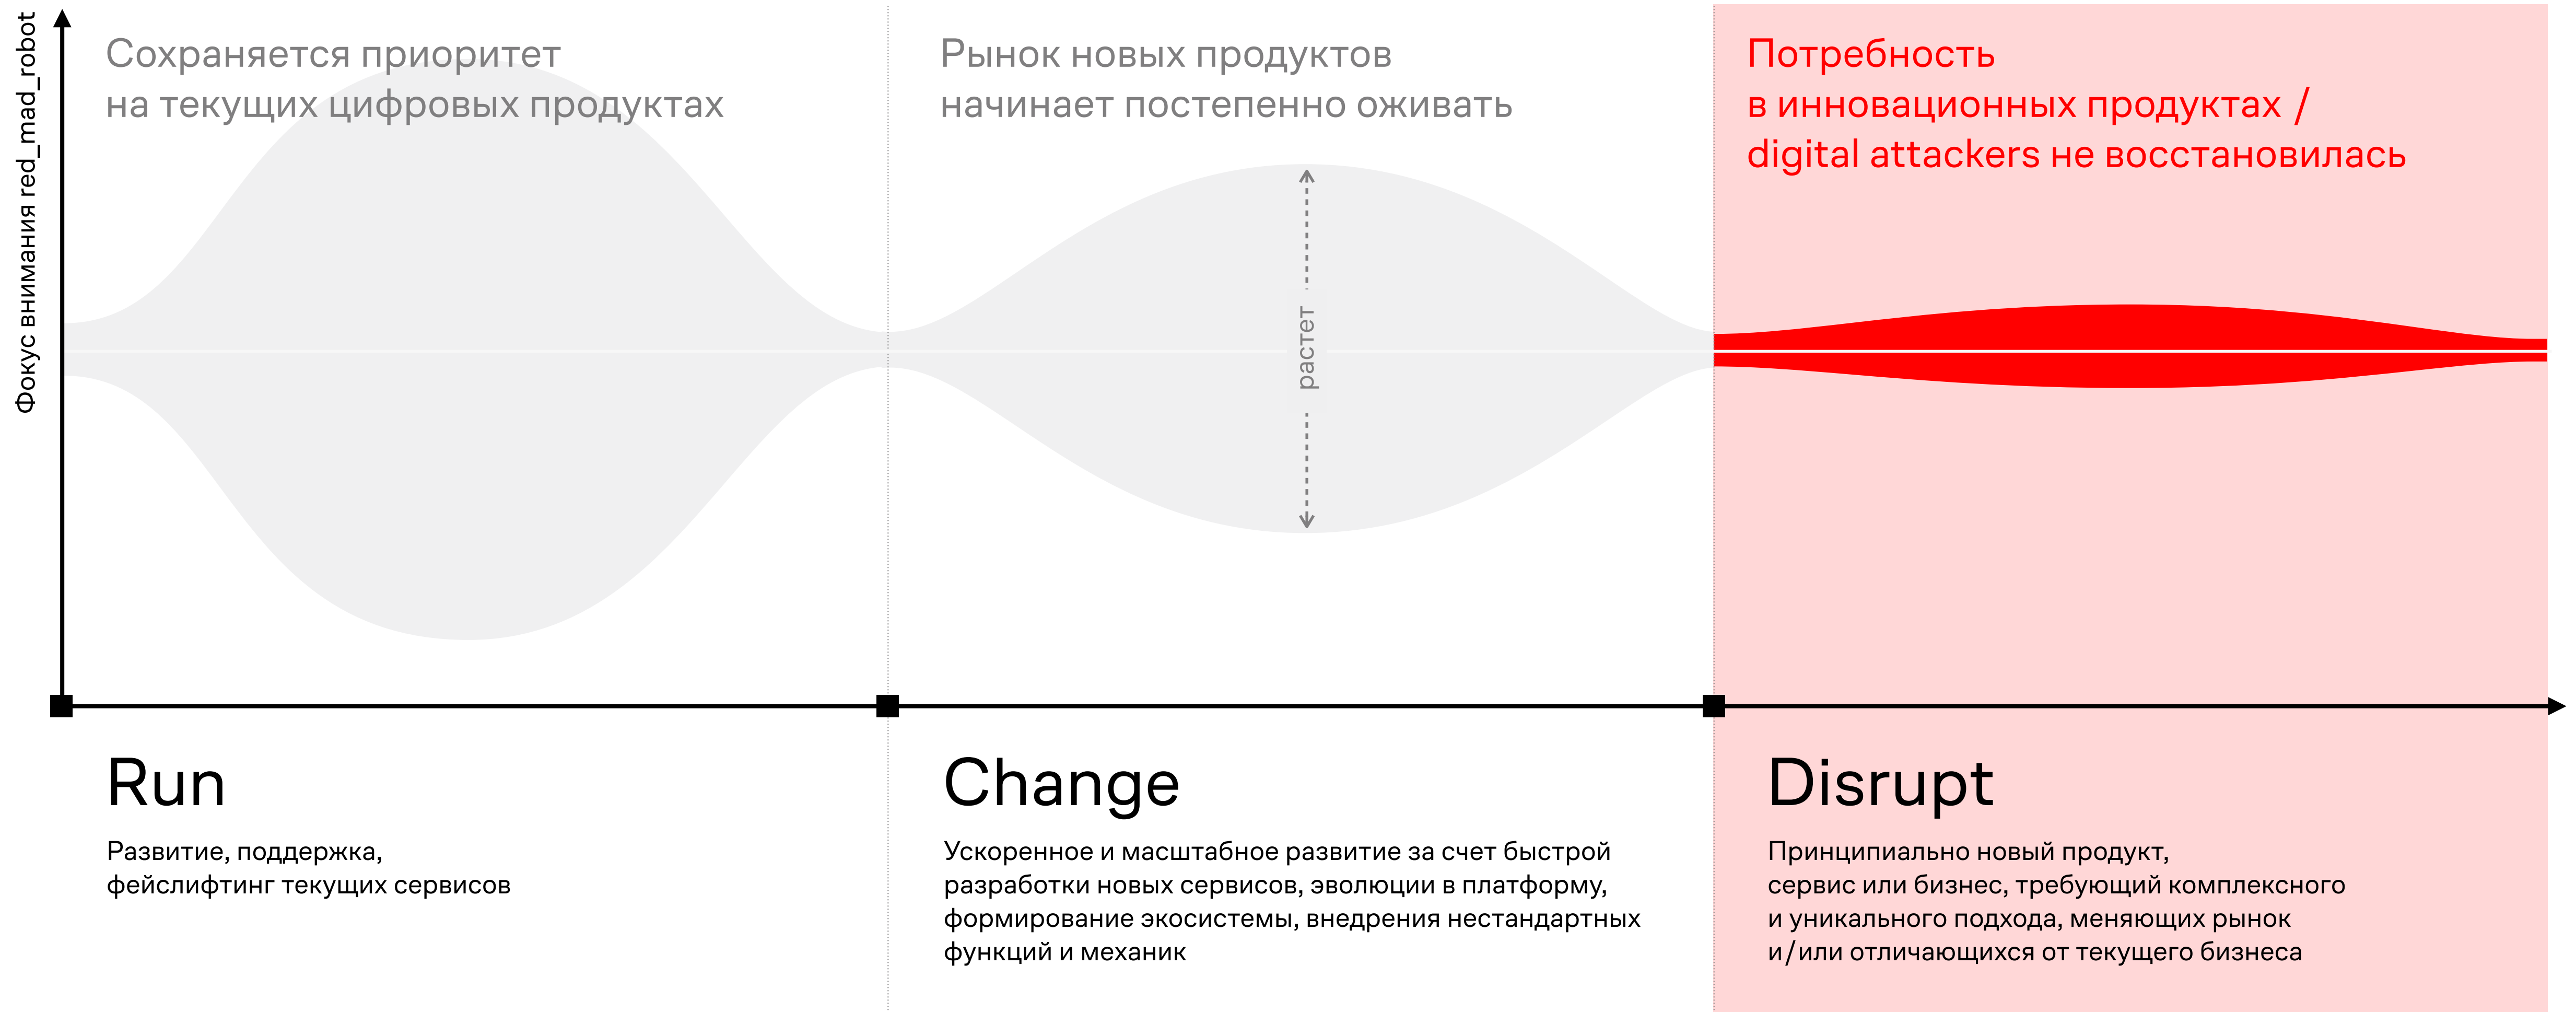 Фокус внимания red_mad_robot
Сохраняется приоритет
на текущих цифровых продуктах
Рынок новых продуктов
начинает постепенно оживать
Потребность
в инновационных продуктах /
digital attackers не восстановилась
растет
Run
Развитие, поддержка,
фейслифтинг текущих сервисов
Change
Ускоренное и масштабное развитие за счет быстрой
разработки новых сервисов, эволюции в платформу,
формирование экосистемы, внедрения нестандартных
функций и механик
Disrupt
Принципиально новый продукт,
сервис или бизнес, требующий комплексного
и уникального подхода, меняющих рынок
и/или отличающихся от текущего бизнеса